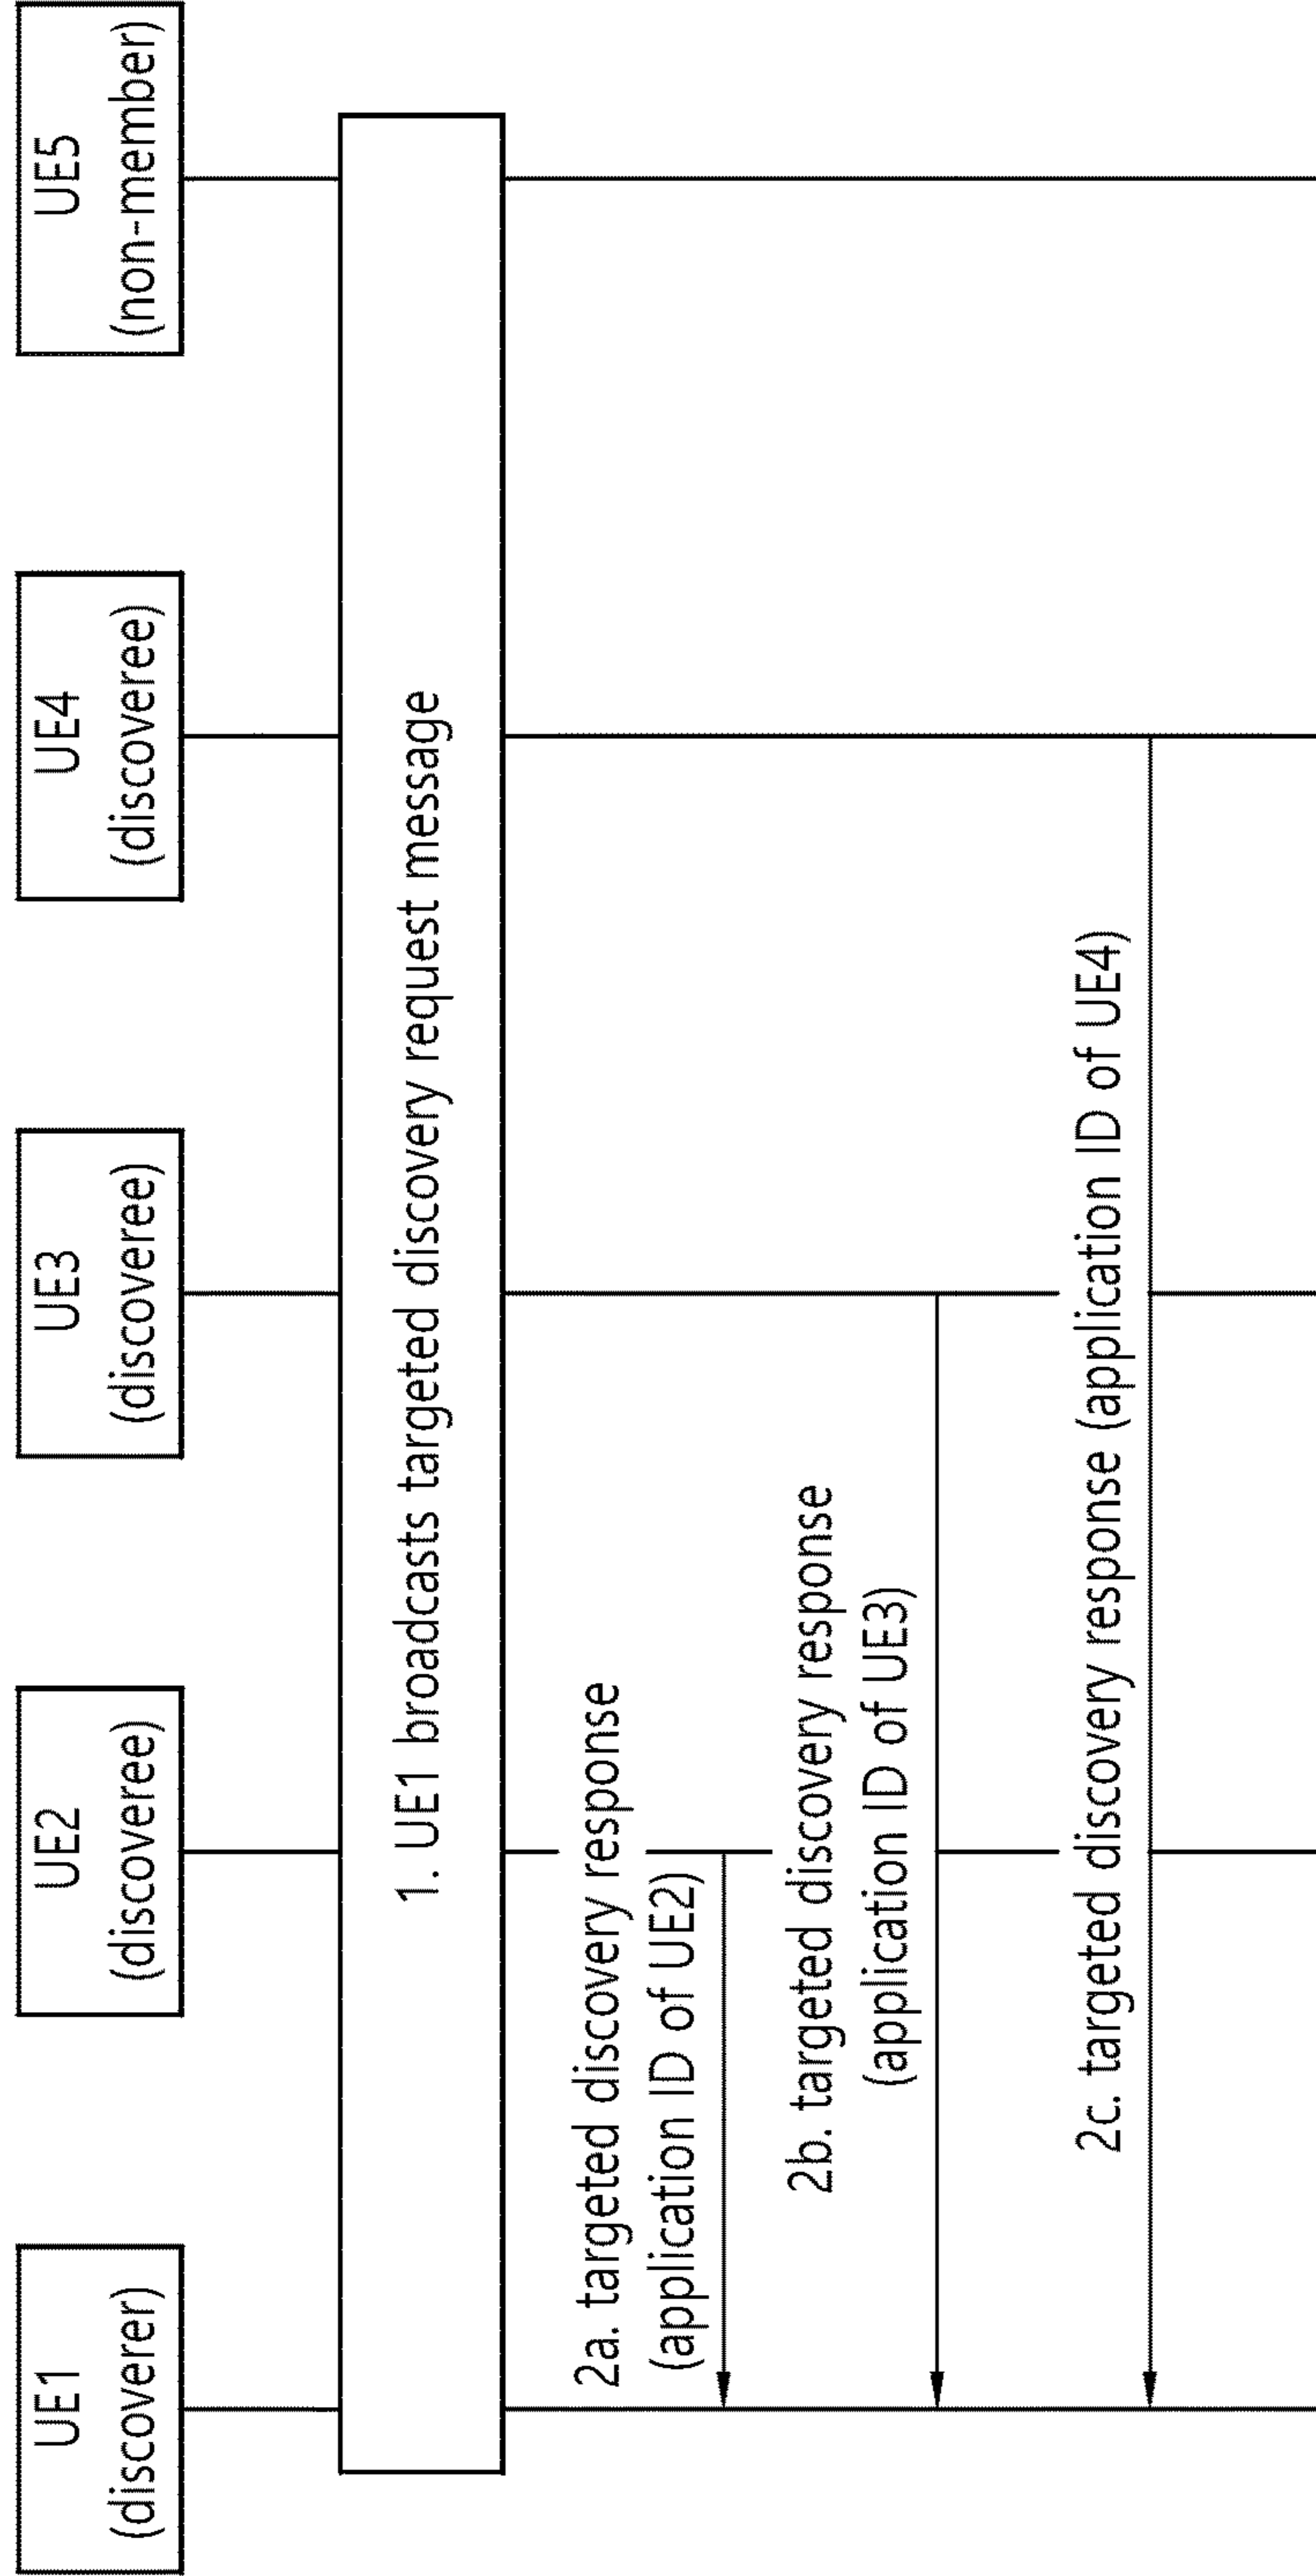 UE1
(discoverer)
UE2
(discoveree)
UE3
(discoveree)
UE4
(discoveree)
UE5
(non-member)
1. UE1 broadcasts targeted discovery request message
2a. targeted discovery response
(application ID of UE2)
2b. targeted discovery response
(application ID of UE3)
2c. targeted discovery response (application ID of UE4)